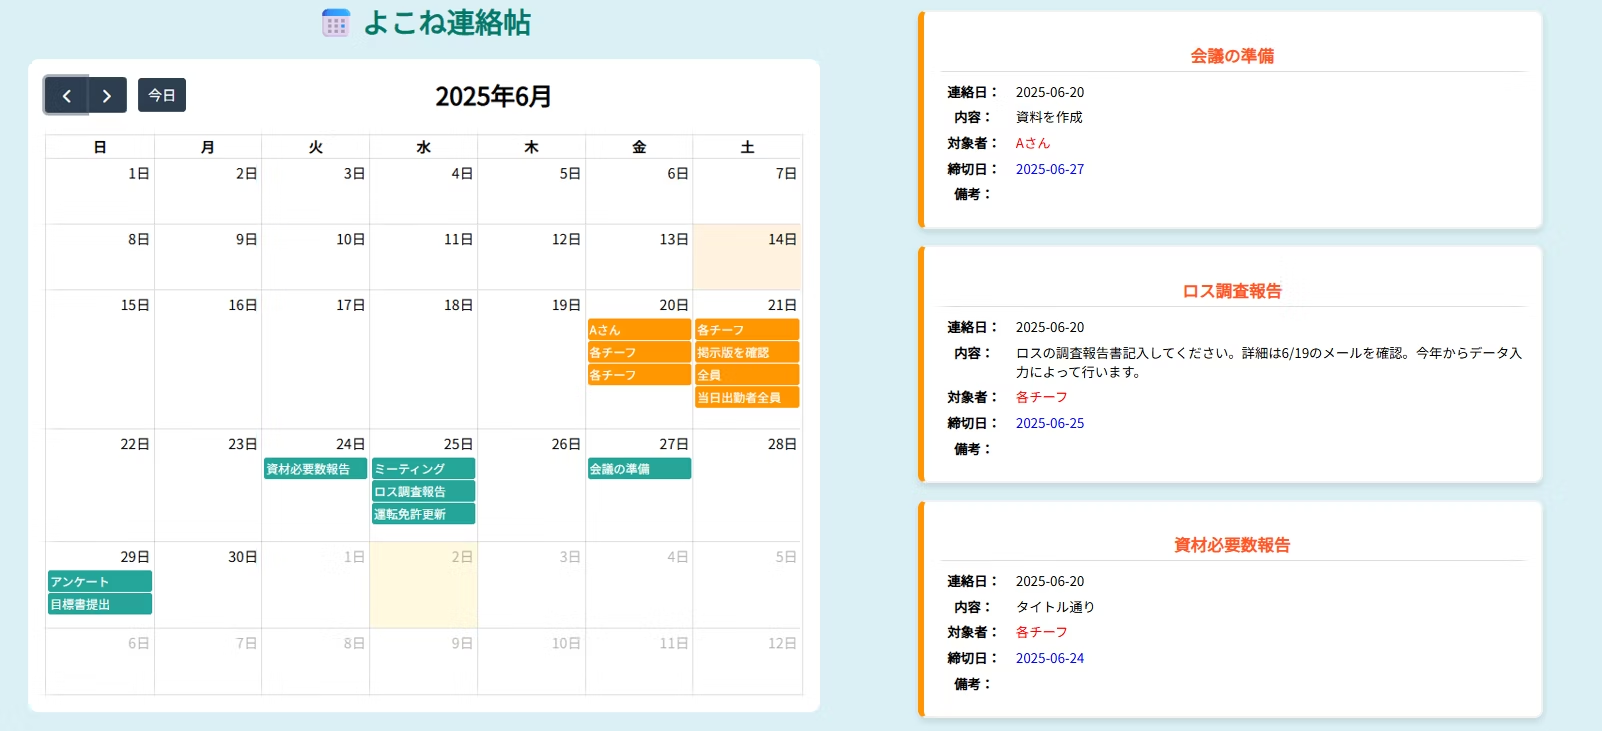 よこね連絡帖
今日
2025年6月
日 月 火 水 木 金 土
1日 2日 3日 4日 5日 6日 7日
8日 9日 10日 11日 12日 13日 14日
15日 16日 17日 18日 19日 20日 21日
Aさん 各チーフ
各チーフ 掲示版を確認
各チーフ 全員
当日出勤者全員
22日 23日 24日 25日 26日 27日 28日
資材必要数報告 ミーティング 会議の準備
ロス調査報告
運転免許更新
29日 30日 1日 2日 3日 4日 5日
アンケート
目標書提出
6日 7日 8日 9日 10日 11日 12日
会議の準備
連絡日： 2025-06-20
内容： 資料を作成
対象者： Aさん
締切日： 2025-06-27
備考：
ロス調査報告
連絡日： 2025-06-20
内容： ロスの調査報告書記入してください。詳細は6/19のメールを確認。今年からデータ入
力によって行います。
対象者： 各チーフ
締切日： 2025-06-25
備考：
資材必要数報告
連絡日： 2025-06-20
内容： タイトル通り
対象者： 各チーフ
締切日： 2025-06-24
備考：